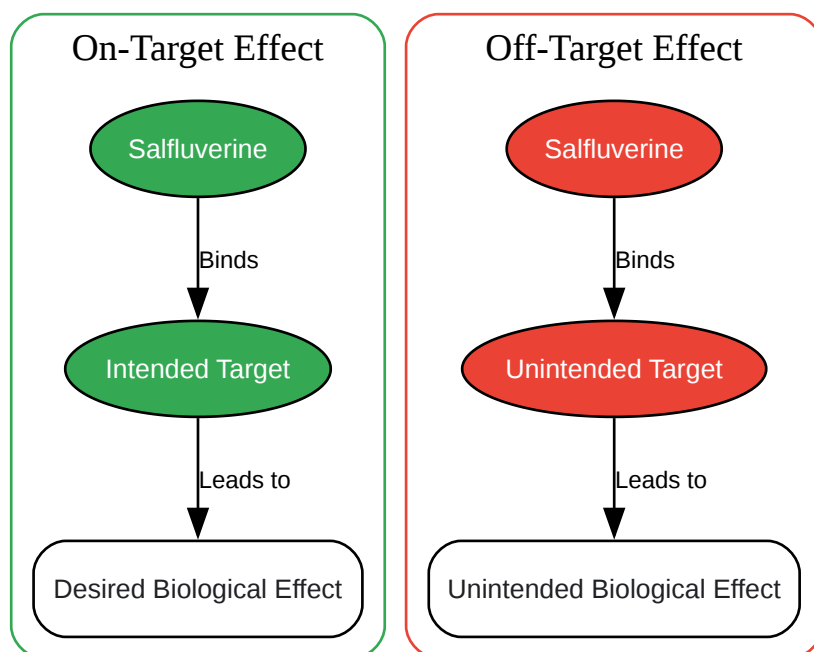 On-Target Effect
Salfluverine
Binds
Intended Target
Leads to
Desired Biological Effect
Off-Target Effect
Salfluverine
Binds
Unintended Target
Leads to
Unintended Biological Effect